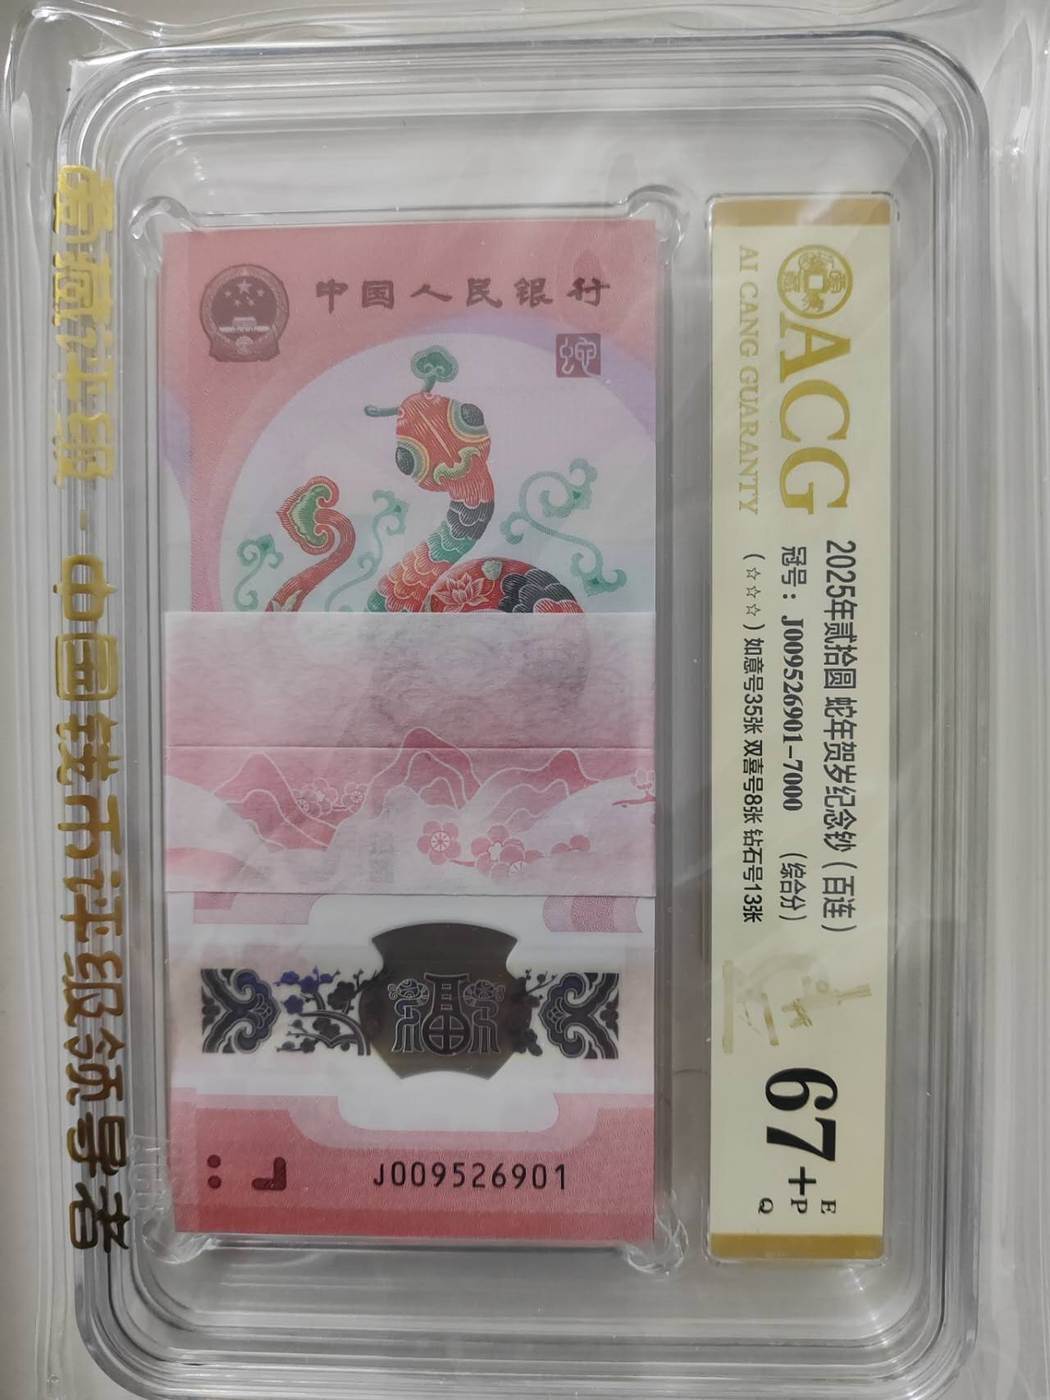 爱藏评级-中国钱币评级领导者
中国人民银行
蛇
福
J009526901
ACG
AI CANG GUARANTY
2025年贰拾圆 蛇年贺岁纪念钞（百连）
冠号：J009526901-7000 （综合分）
（☆☆☆）如意号35张 双喜号8张 钻石号13张
67+ E
P
Q